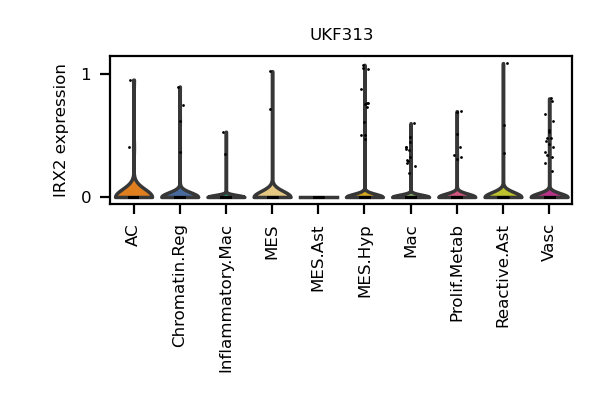 UKF313
IRX2 expression
1
0
AC
Chromatin.Reg
Inflammatory.Mac
MES
MES.Ast
MES.Hyp
Mac
Prolif.Metab
Reactive.Ast
Vasc